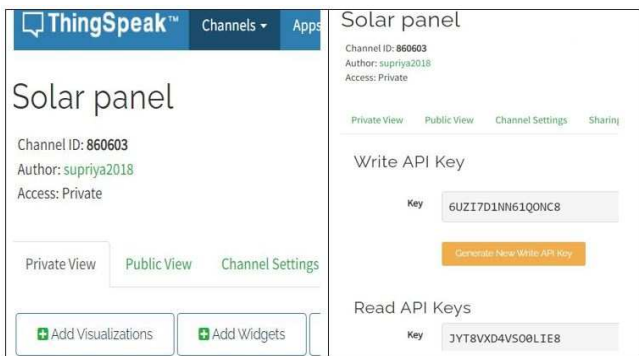 ThingSpeak™
Channels
Apps
Solar panel
Channel ID: 860603
Author: supriya2018
Access: Private
Private View Public View Channel Settings
Add Visualizations Add Widgets
Solar panel
Channel ID: 860603
Author: supriya2018
Access: Private
Private View Public View Channel Settings Sharing
Write API Key
Key 6UZI7D1NN61QONC8
Generate New Write API Key
Read API Keys
Key JYT8VXD4VSO0LIE8